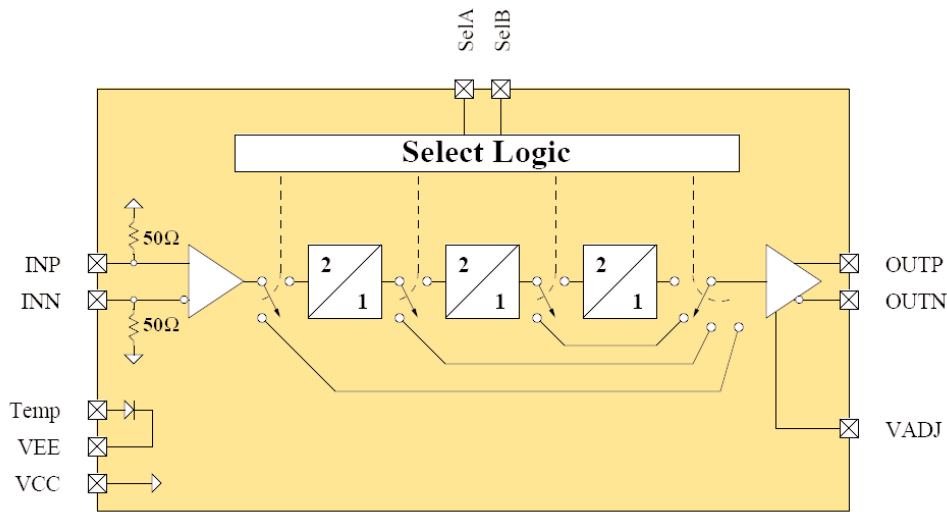 SelA
SelB
Select Logic
50Ω
INP
INN
50Ω
2
1
2
1
2
1
OUTP
OUTN
Temp
VEE
VCC
VADJ